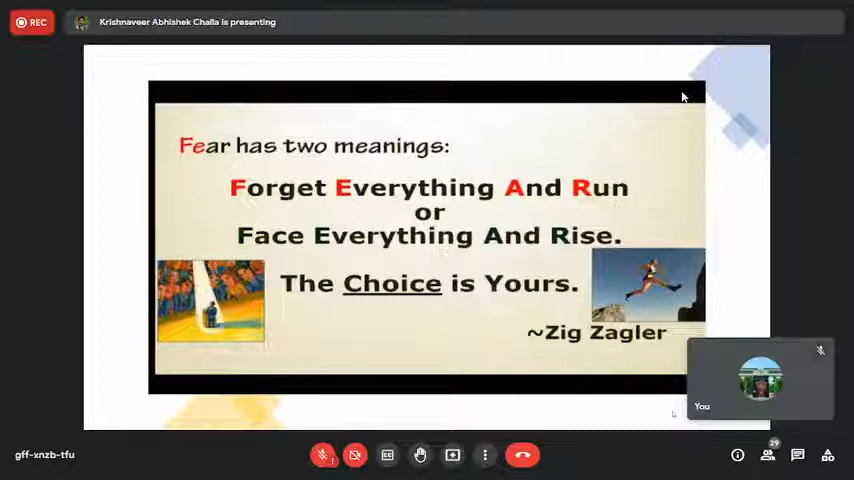 REC
Krishnaveer Abhishek Challa is presenting
Fear has two meanings:
Forget Everything And Run
or
Face Everything And Rise.
The Choice is Yours.
~Zig Zagler
You
gff-xnzb-tfu
29